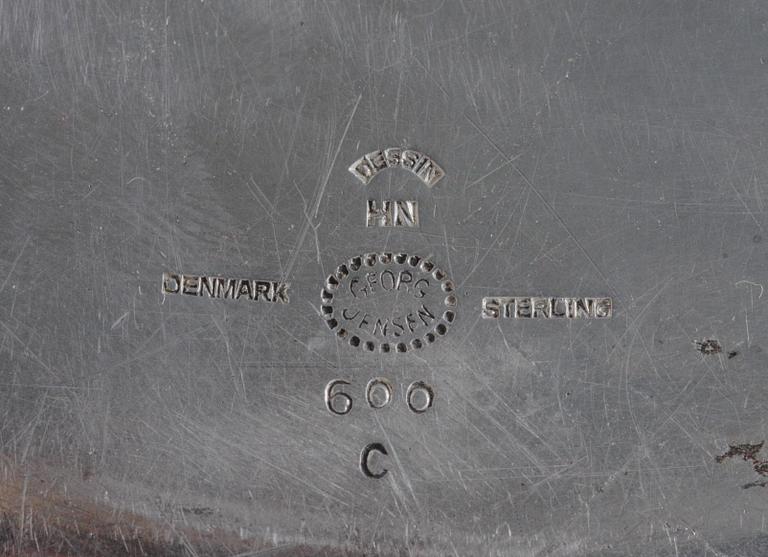 DESSIN
HN
DENMARK GEORG JENSEN STERLING
600
C